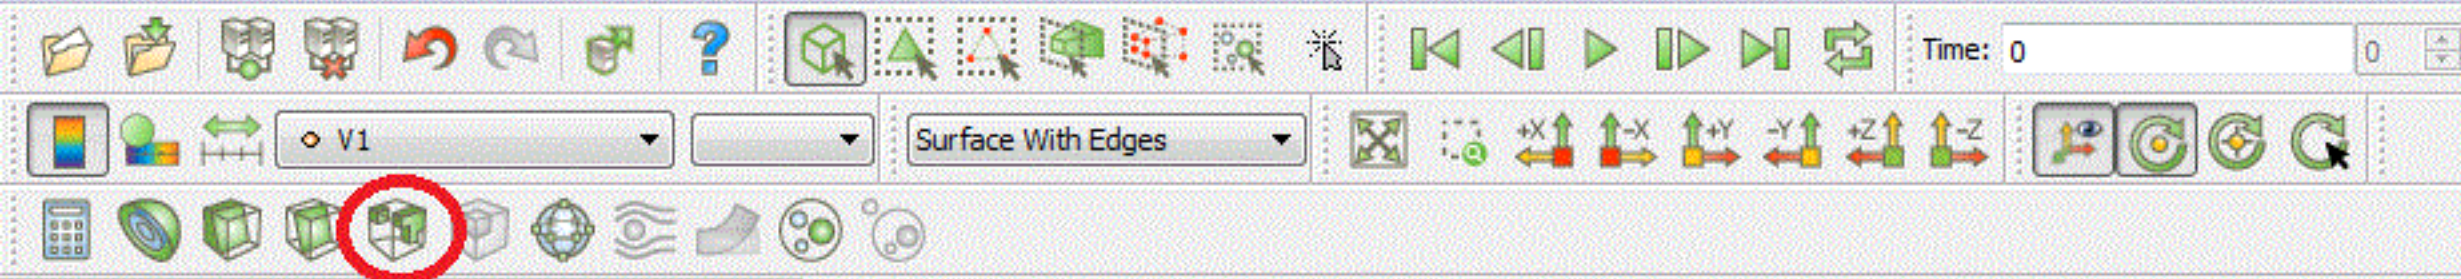 Time: 0 0
V1 Surface With Edges +X -X +Y -Y +Z -Z